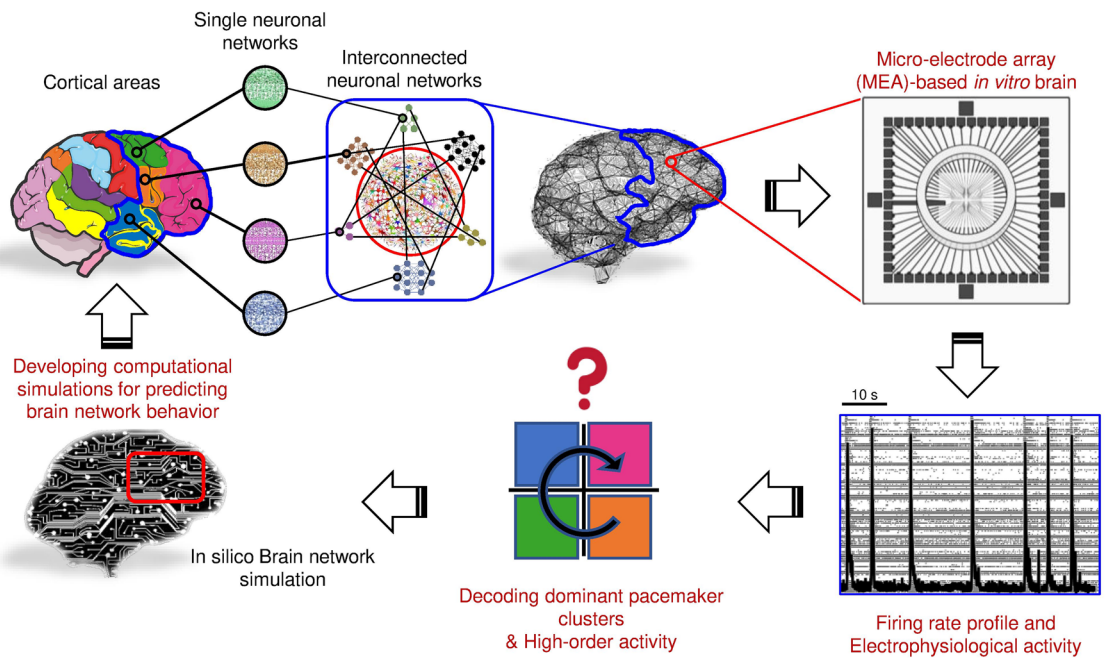 Single neuronal
networks
Cortical areas
Interconnected
neuronal networks
Micro-electrode array
(MEA)-based in vitro brain
10 s
Firing rate profile and
Electrophysiological activity
?
Decoding dominant pacemaker
clusters
& High-order activity
In silico Brain network
simulation
Developing computational
simulations for predicting
brain network behavior